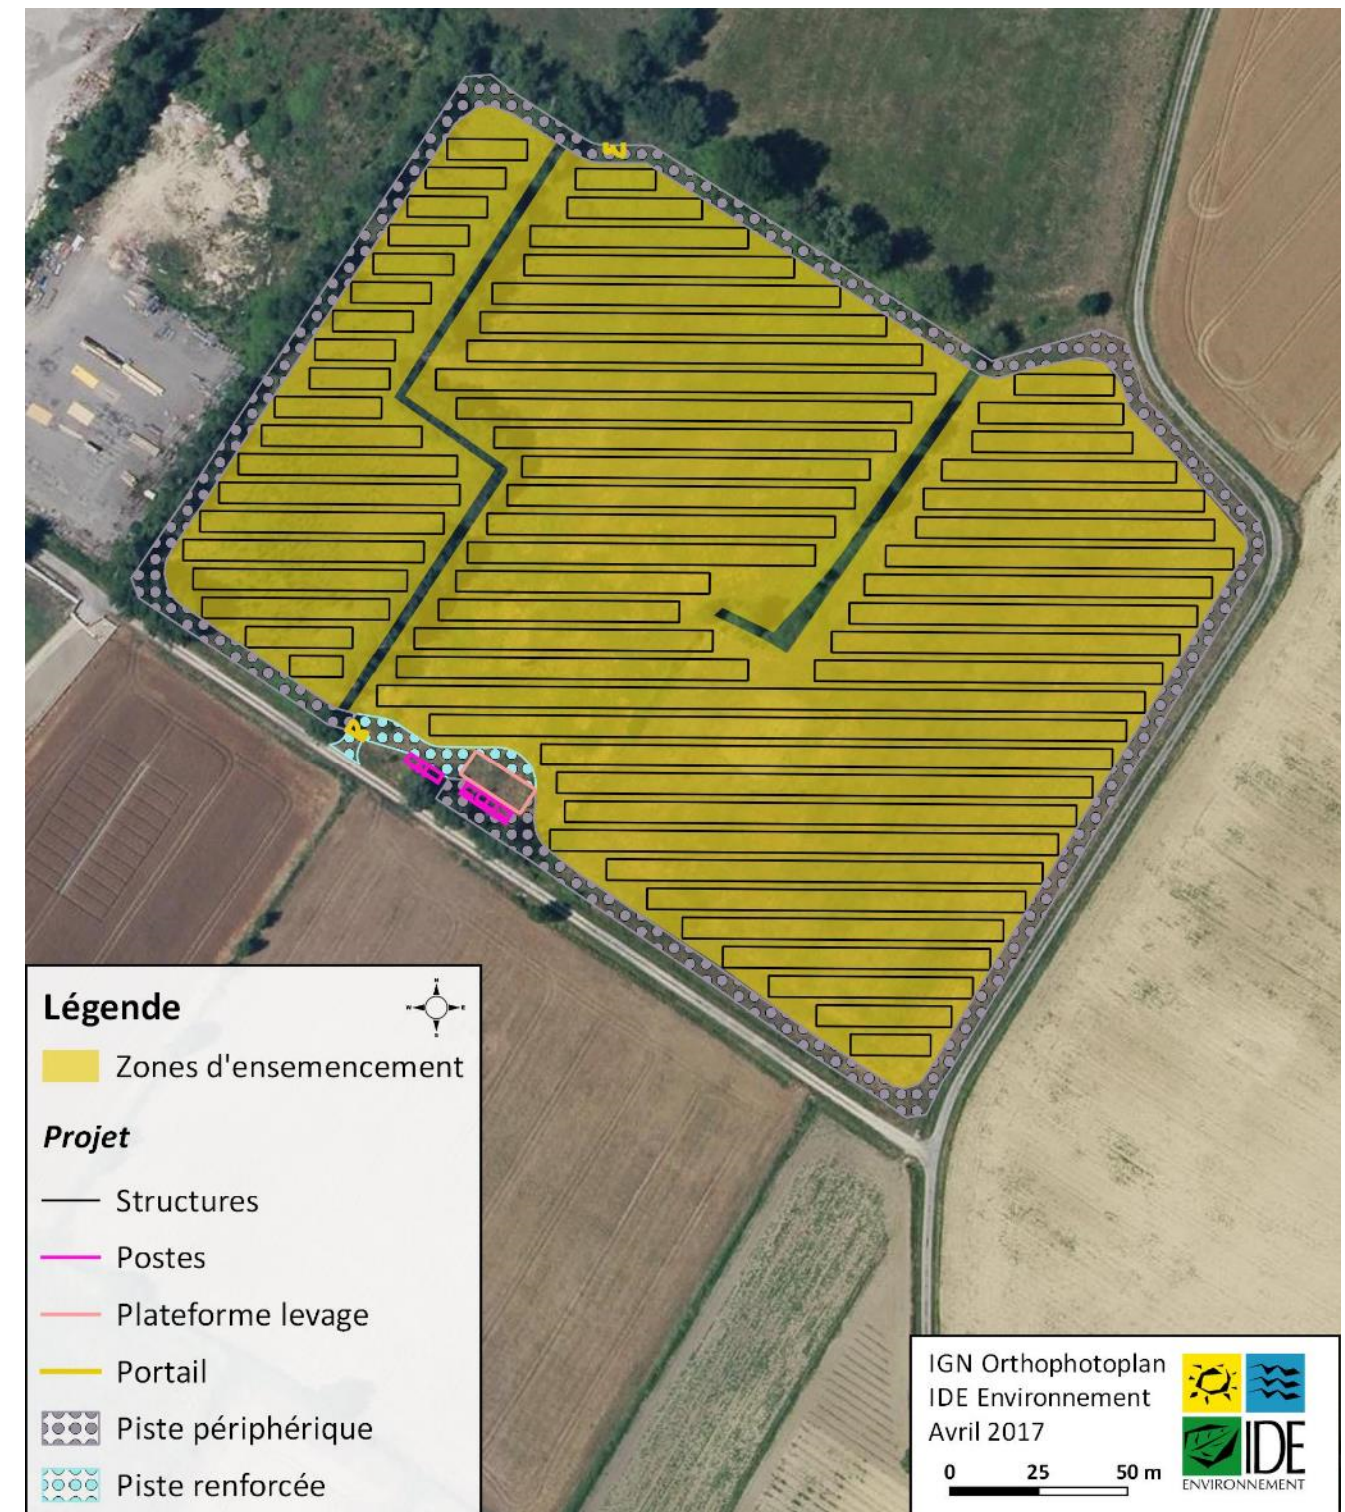 Légende
Zones d'ensemencement
Projet
Structures
Postes
Plateforme levage
Portail
Piste périphérique
Piste renforcée
IGN Orthophotoplan
IDE Environnement
Avril 2017
0 25 50 m
IDE
ENVIRONNEMENT